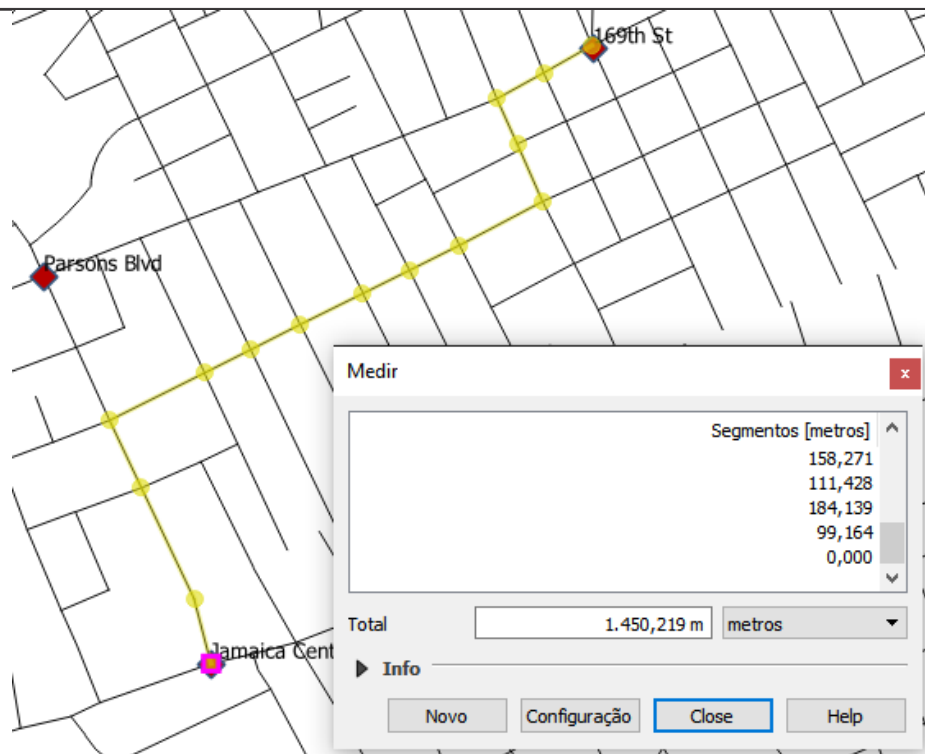 169th St
Parsons Blvd
Jamaica Cent
Medir
x
Segmentos [metros]
158,271
111,428
184,139
99,164
0,000
Total 1.450,219 m metros
Info
Novo Configuração Close Help